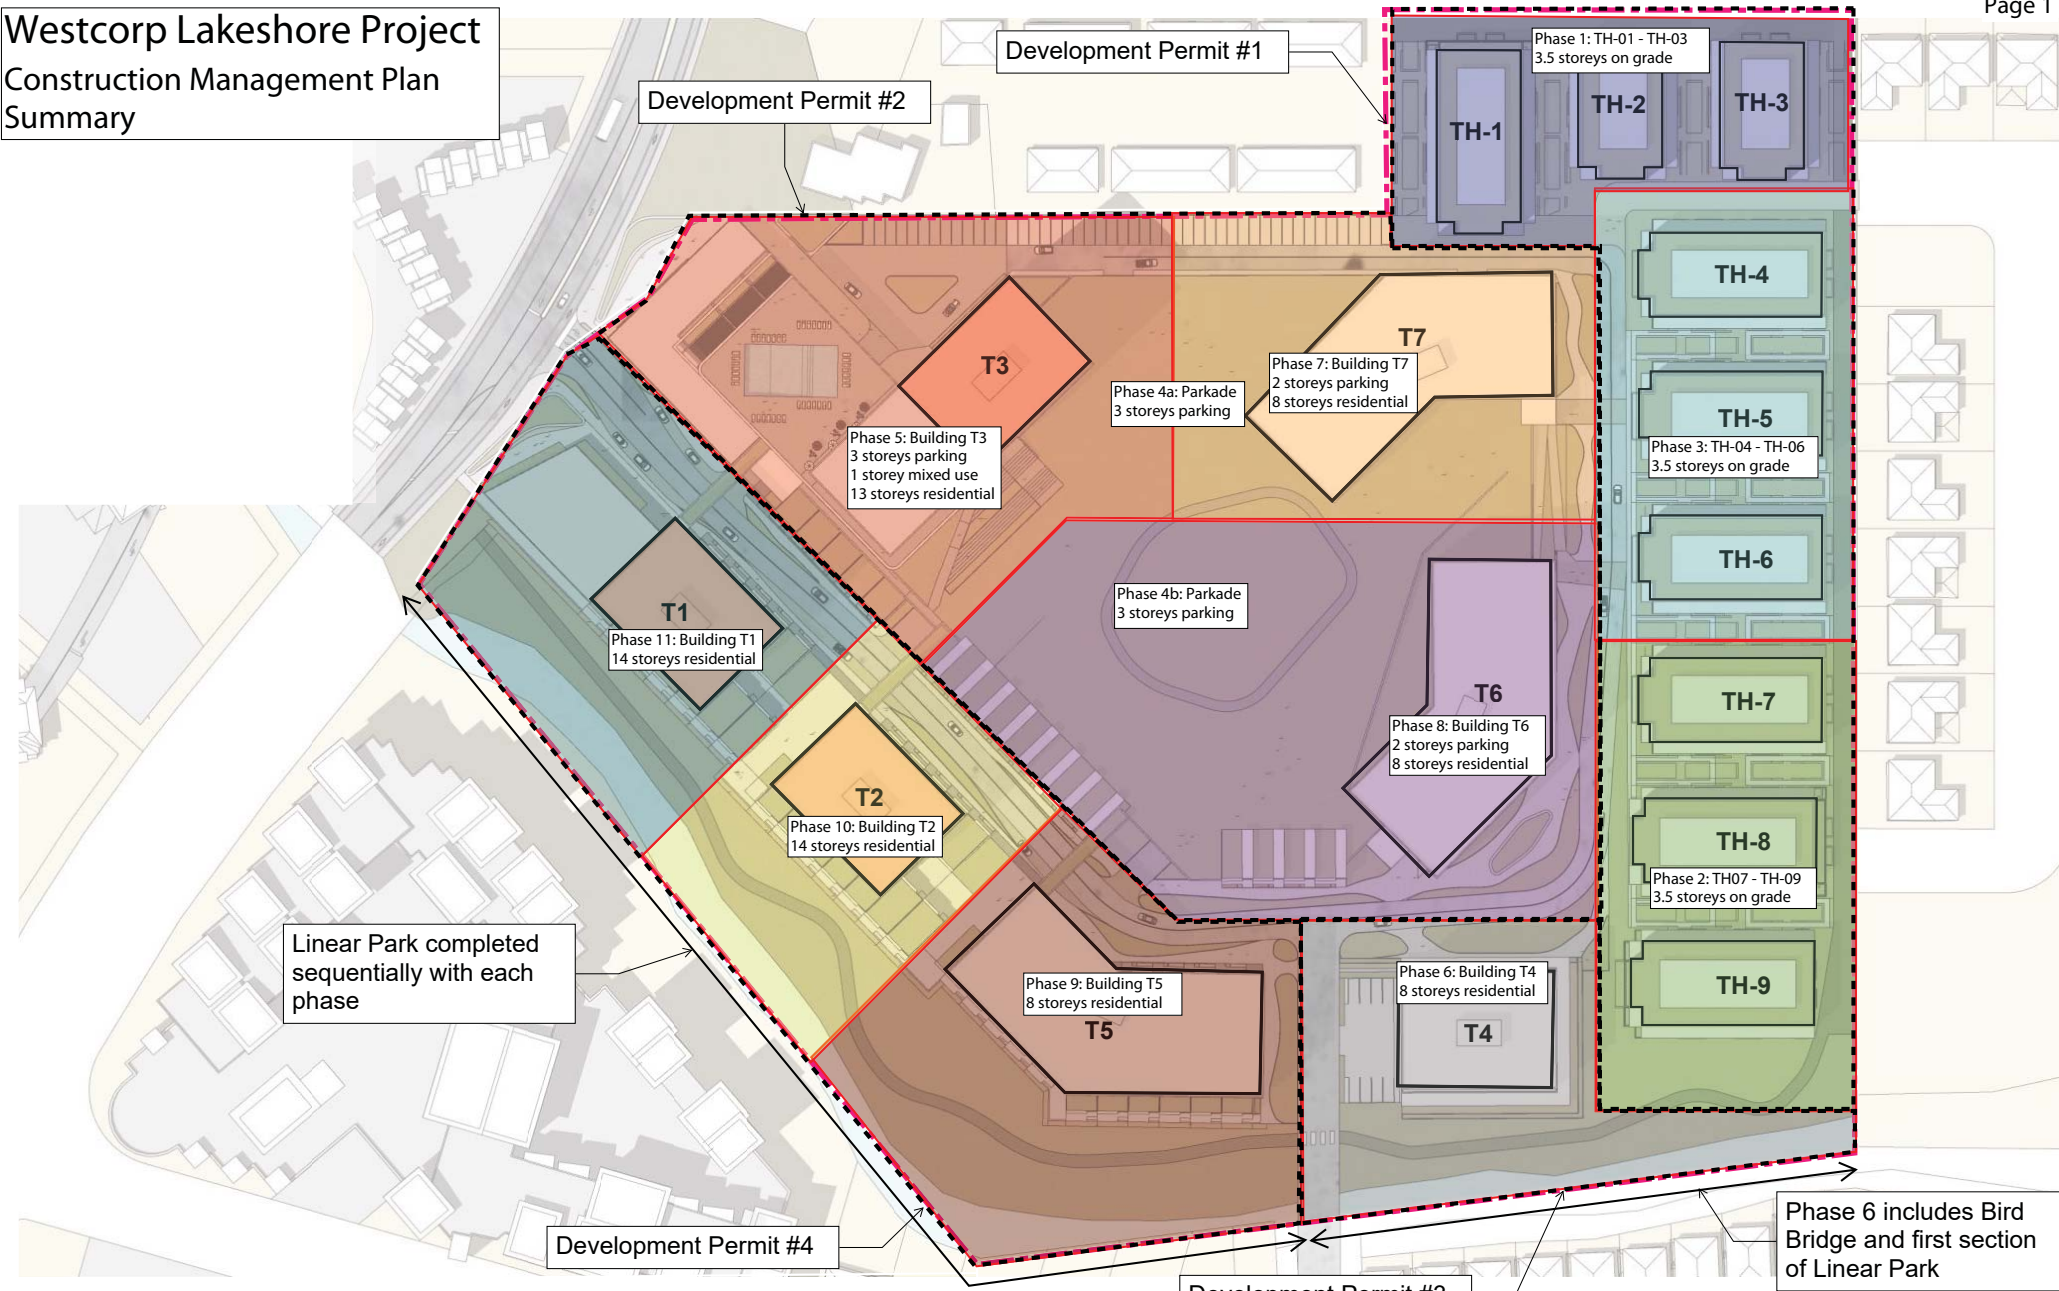 Page 1
Westcorp Lakeshore Project
Construction Management Plan
Summary
Development Permit #1
Development Permit #2
Phase 1: TH-01 - TH-03
3.5 storeys on grade
TH-1
TH-2
TH-3
TH-4
TH-5
Phase 3: TH-04 - TH-06
3.5 storeys on grade
TH-6
T3
Phase 5: Building T3
3 storeys parking
1 storey mixed use
13 storeys residential
Phase 4a: Parkade
3 storeys parking
T7
Phase 7: Building T7
2 storeys parking
8 storeys residential
Phase 4b: Parkade
3 storeys parking
T1
Phase 11: Building T1
14 storeys residential
T6
Phase 8: Building T6
2 storeys parking
8 storeys residential
TH-7
TH-8
Phase 2: TH07 - TH-09
3.5 storeys on grade
TH-9
T2
Phase 10: Building T2
14 storeys residential
Linear Park completed
sequentially with each
phase
Phase 9: Building T5
8 storeys residential
T5
Phase 6: Building T4
8 storeys residential
T4
Development Permit #4
Phase 6 includes Bird
Bridge and first section
of Linear Park
Development Permit #3